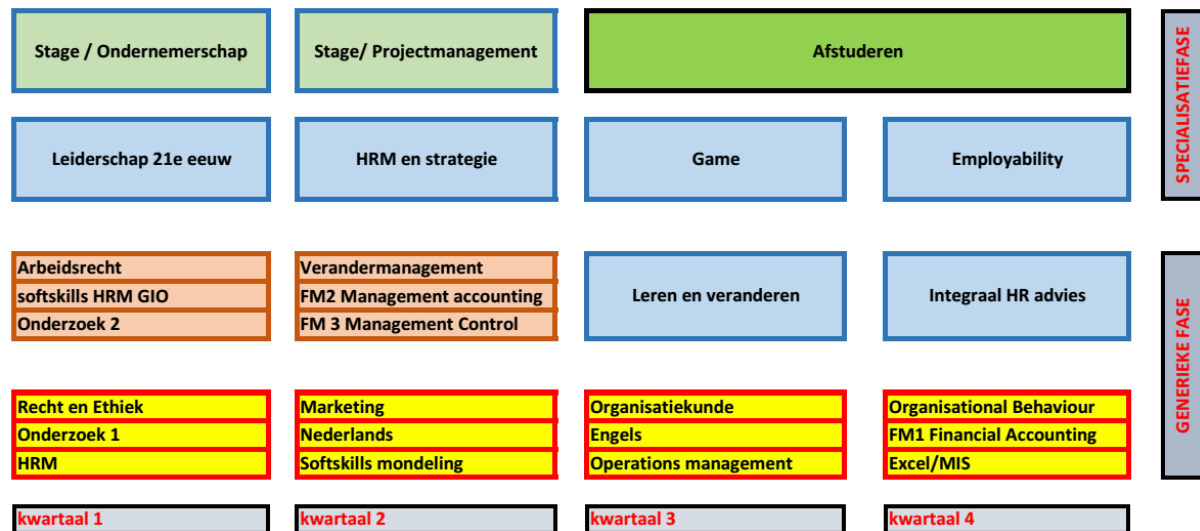 Stage / Ondernemerschap
Stage/ Projectmanagement
Afstuderen
SPECIALISATIEFASE
Leiderschap 21e eeuw
HRM en strategie
Game
Employability
Arbeidsrecht
softskills HRM GIO
Onderzoek 2
Verandermanagement
FM2 Management accounting
FM 3 Management Control
Leren en veranderen
Integraal HR advies
GENERIEKE FASE
Recht en Ethiek
Onderzoek 1
HRM
Marketing
Nederlands
Softskills mondeling
Organisatiekunde
Engels
Operations management
Organisational Behaviour
FM1 Financial Accounting
Excel/MIS
kwartaal 1
kwartaal 2
kwartaal 3
kwartaal 4